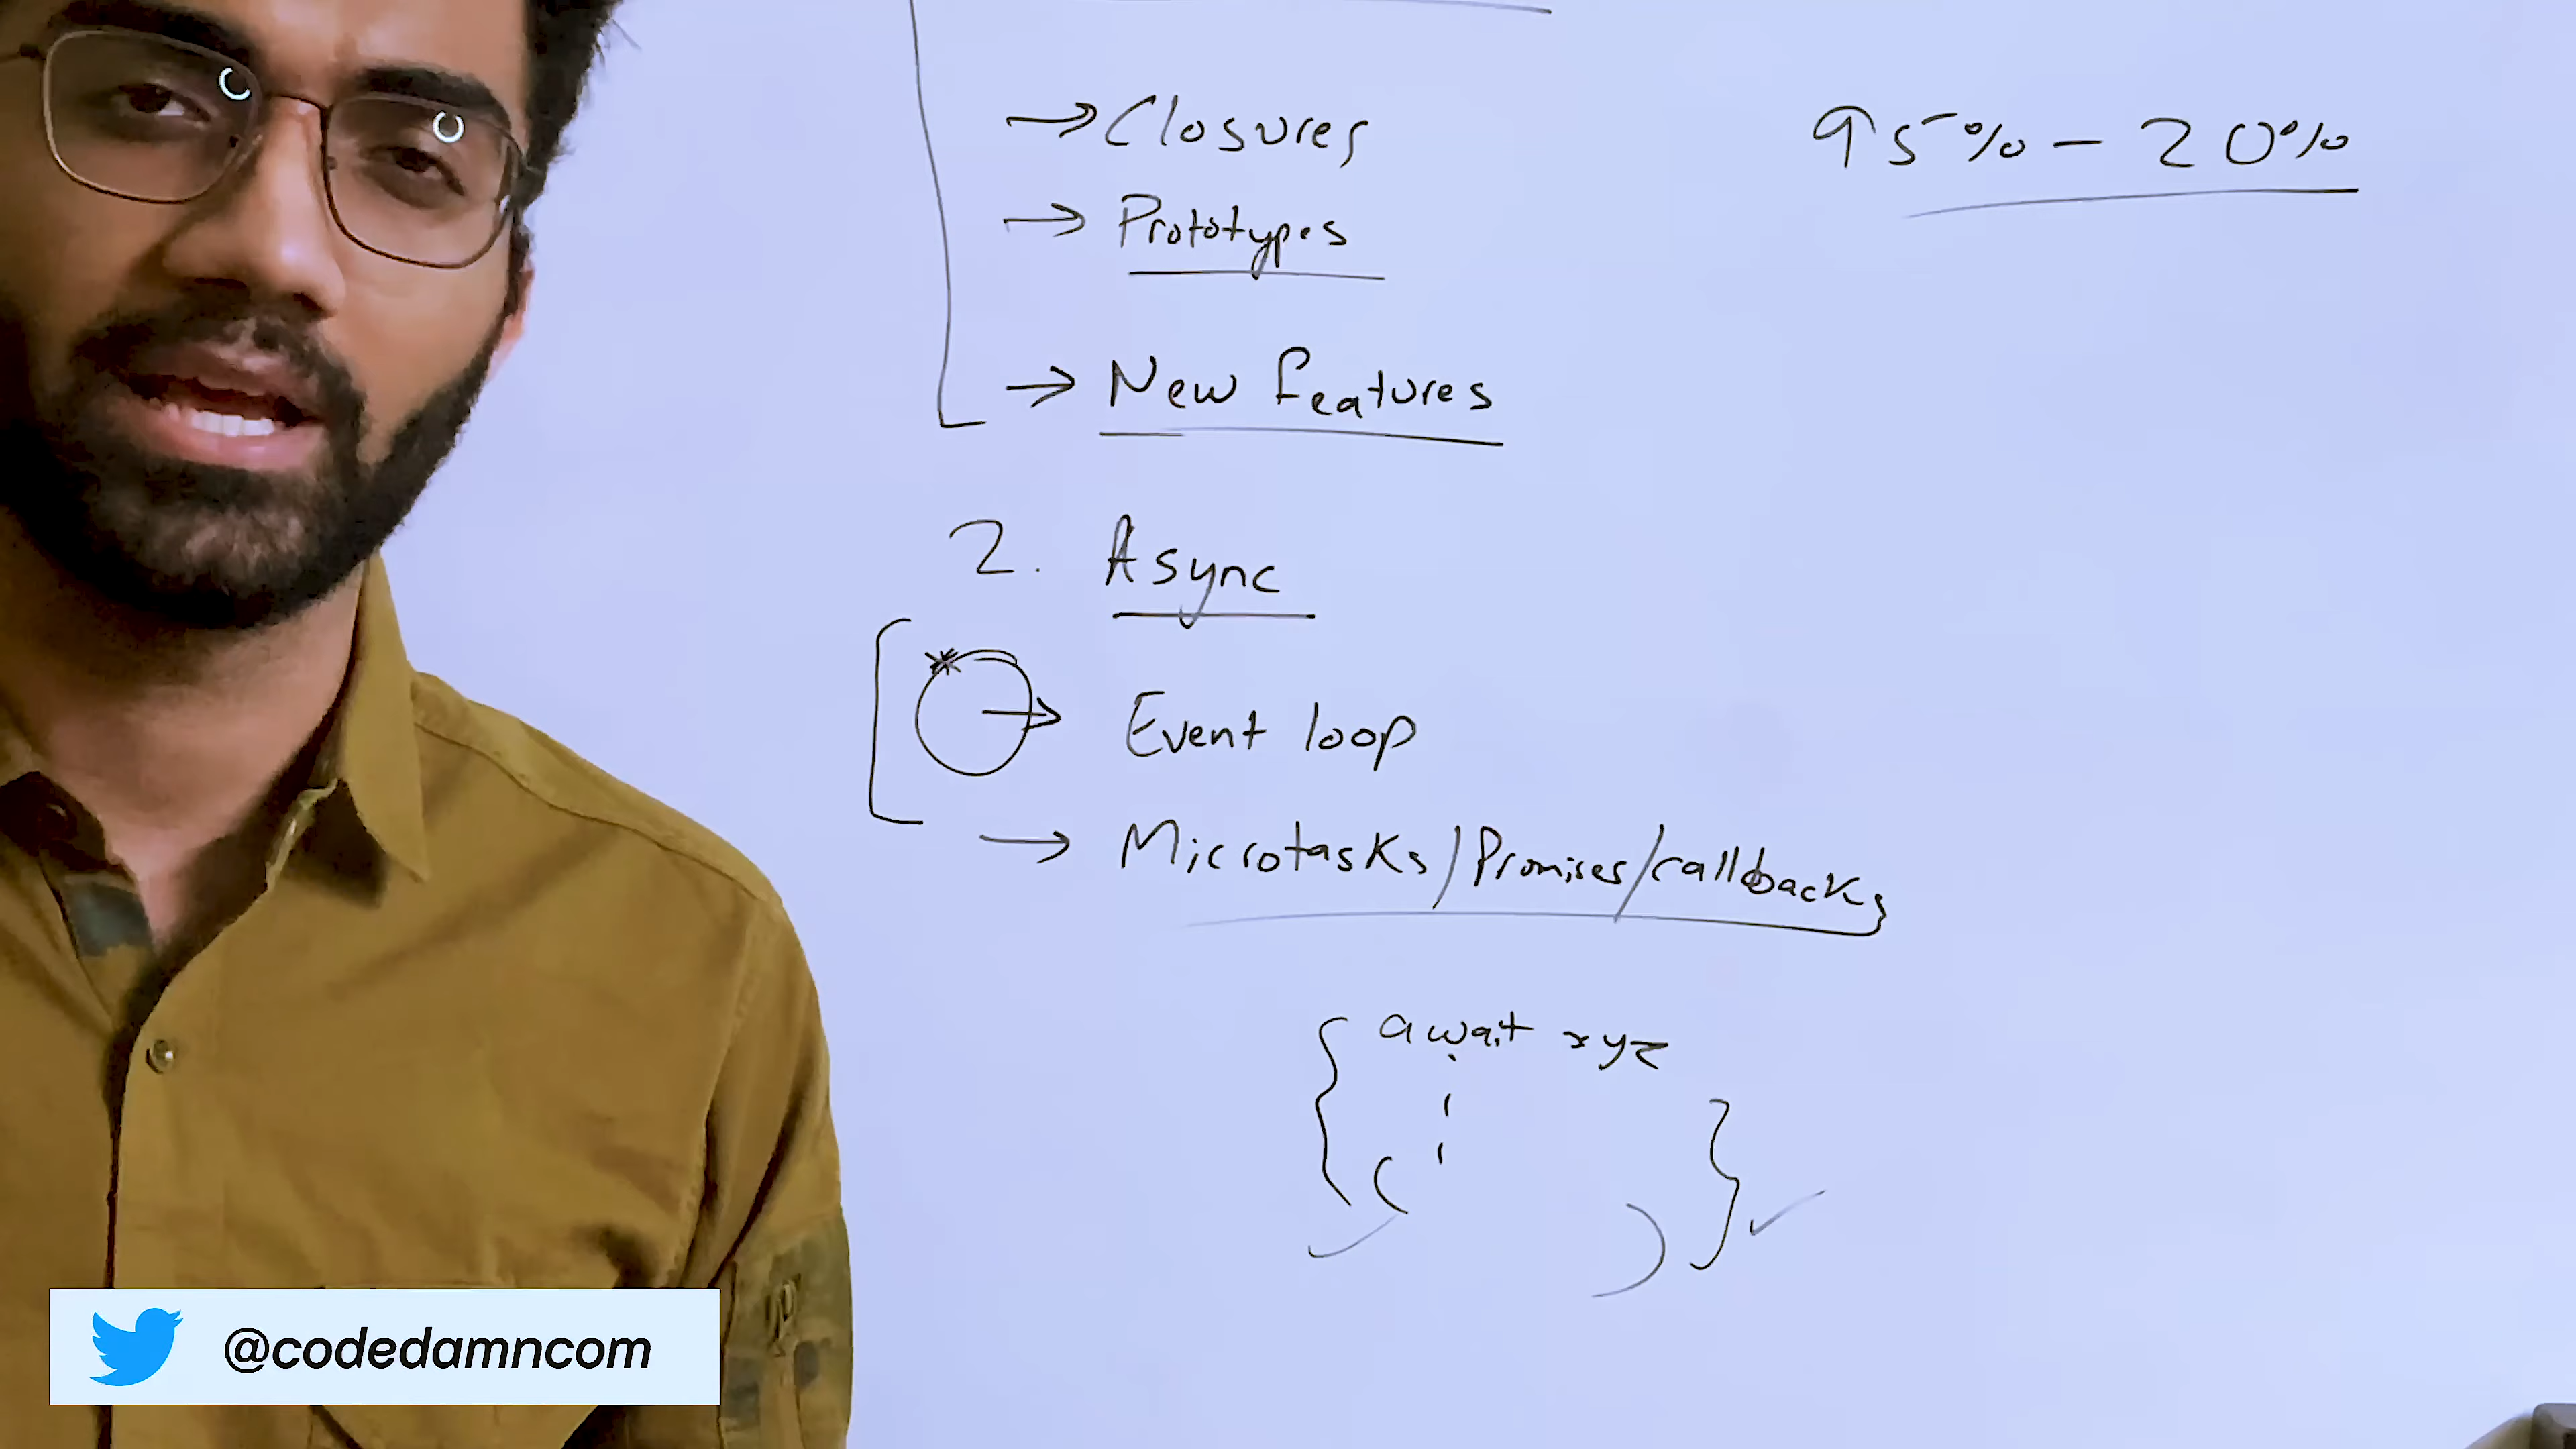 → Closures
95% - 20%
→ Prototypes
→ New features
2. Async
→ Event loop
→ Microtasks/Promises/callbacks
{ await xyz
( ) }
@codedamncom